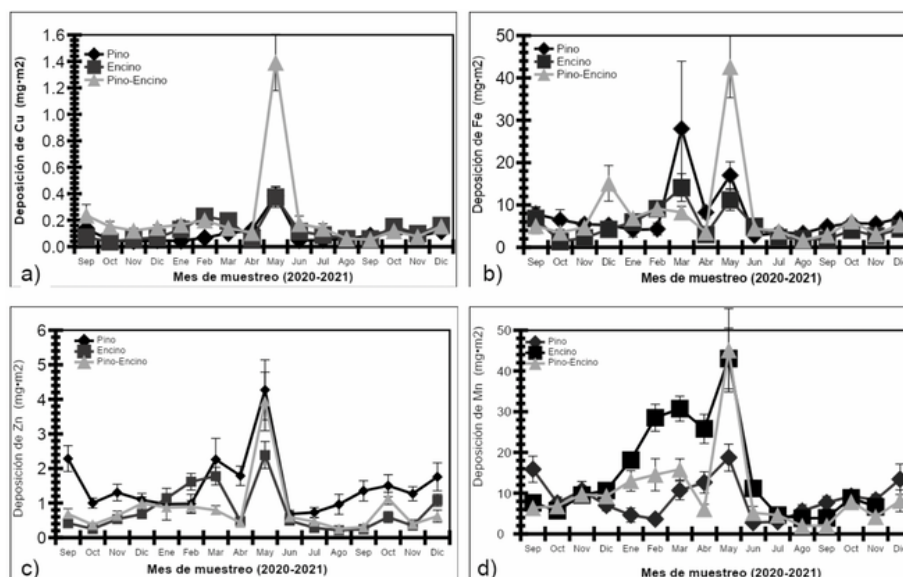 1.6
1.4
1.2
1.0
0.8
0.6
0.4
0.2
0.0
Deposición de Cu (mg•m2)
Pino
Encino
Pino-Encino
Sep Oct Nov Dic Ene Feb Mar Abr May Jun Jul Ago Sep Oct Nov Dic
a)
Mes de muestreo (2020-2021)
50
40
30
20
10
0
Deposición de Fe (mg•m2)
Pino
Encino
Pino-Encino
Sep Oct Nov Dic Ene Feb Mar Abr May Jun Jul Ago Sep Oct Nov Dic
b)
Mes de muestreo (2020-2021)
6
5
4
3
2
1
0
Deposición de Zn (mg•m2)
Pino
Encino
Pino-Encino
Sep Oct Nov Dic Ene Feb Mar Abr May Jun Jul Ago Sep Oct Nov Dic
c)
Mes de muestreo (2020-2021)
50
40
30
20
10
0
Deposición de Mn (mg•m2)
Pino
Encino
Pino-Encino
Sep Oct Nov Dic Ene Feb Mar Abr May Jun Jul Ago Sep Oct Nov Dic
d)
Mes de muestreo (2020-2021)